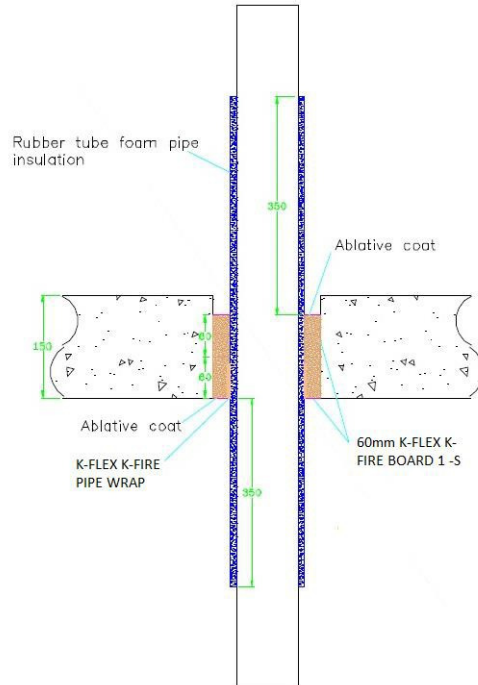 Rubber tube foam pipe
insulation
350
Ablative coat
150
60
60
Ablative coat
K-FLEX K-FIRE
PIPE WRAP
60mm K-FLEX K-
FIRE BOARD 1 -S
350